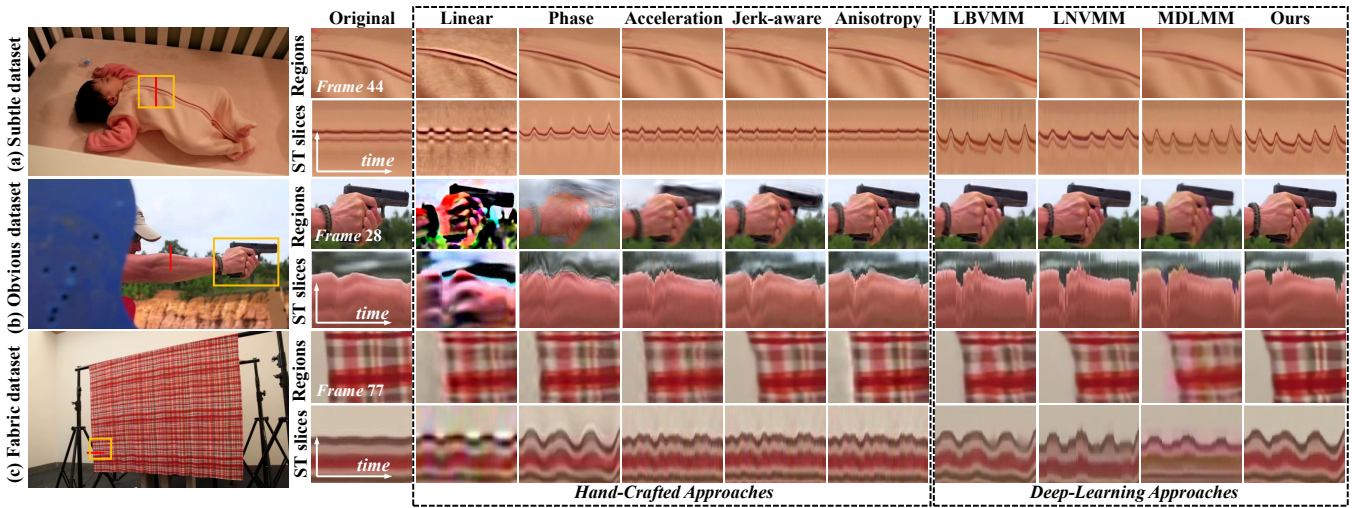 Original Linear Phase Acceleration Jerk-aware Anisotropy LBVMM LNVMM MDLMM Ours
(a) Subtle dataset
Regions
Frame 44
ST slices
time
(b) Obvious dataset
Regions
Frame 28
ST slices
time
(c) Fabric dataset
Regions
Frame 77
ST slices
time
Hand-Crafted Approaches Deep-Learning Approaches